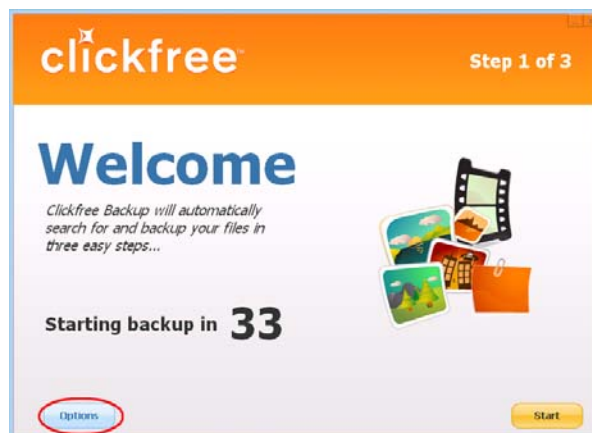 clickfree™
Step 1 of 3
Welcome
Clickfree Backup will automatically
search for and backup your files in
three easy steps...
Starting backup in 33
Options
Start